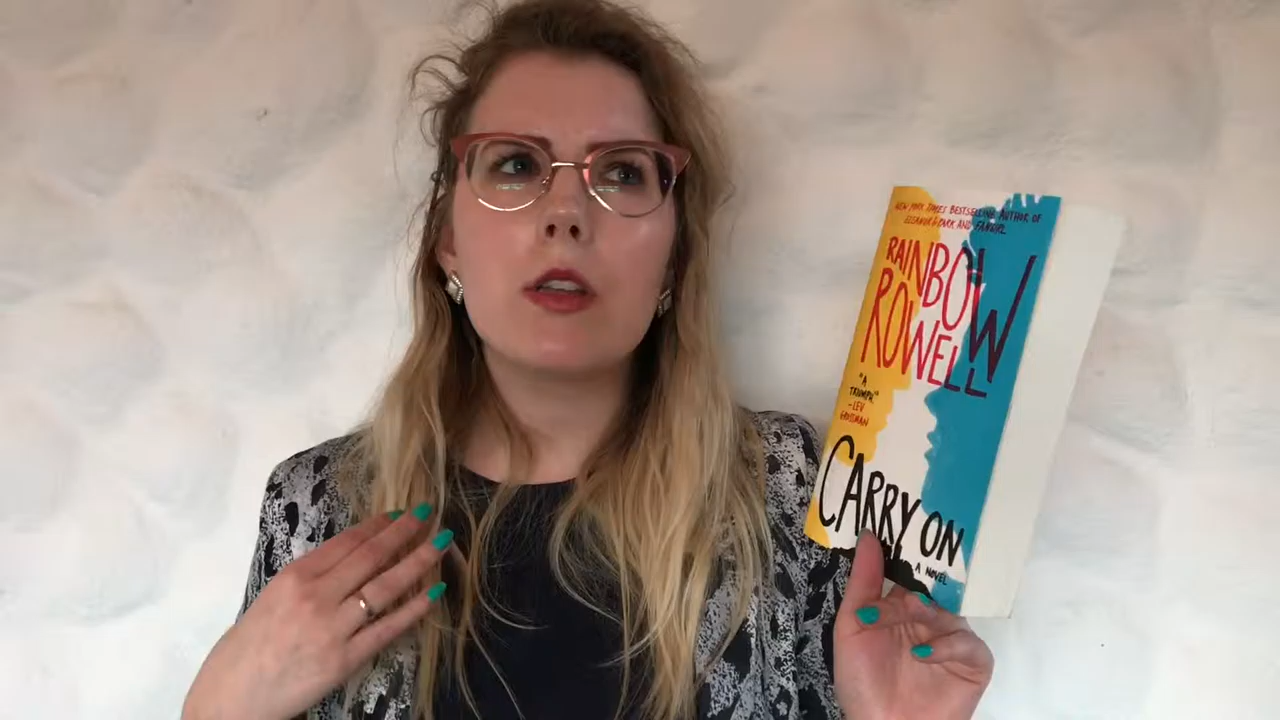 NEW YORK TIMES BESTSELLING AUTHOR OF
ELEANOR & PARK AND FANGIRL
RAINBOW
ROWELL
"A
TRIUMPH."
-LEV
GROSSMAN
CARRY ON
A NOVEL